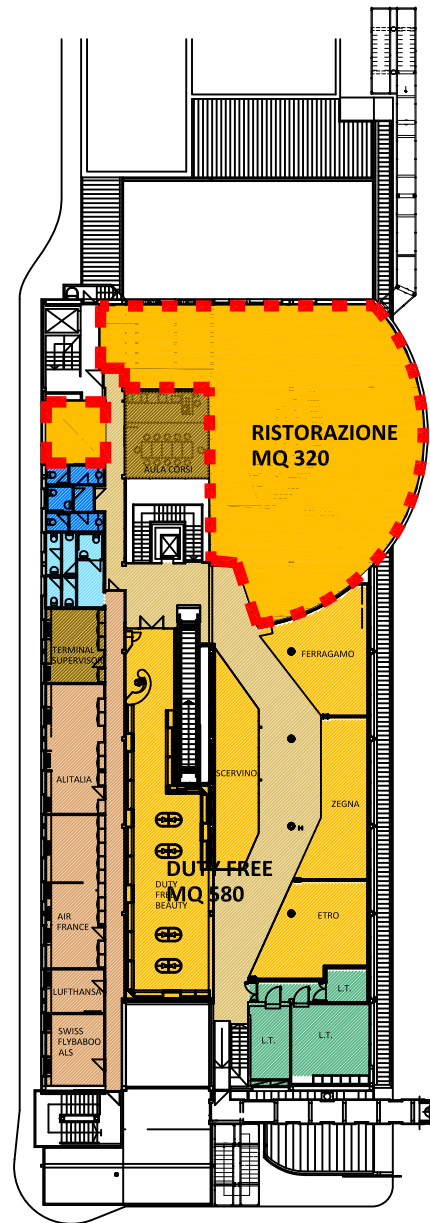 RISTORAZIONE
MQ 320
AULA CORSI
TERMINAL
SUPERVISOR
FERRAGAMO
ALITALIA
SCERVINO
ZEGNA
DUTY FREE
MQ 580
DUTY
FREE
BEAUTY
AIR
FRANCE
ETRO
LUFTHANSA
L.T.
SWISS
FLYBABOO
ALS
L.T.
L.T.
H